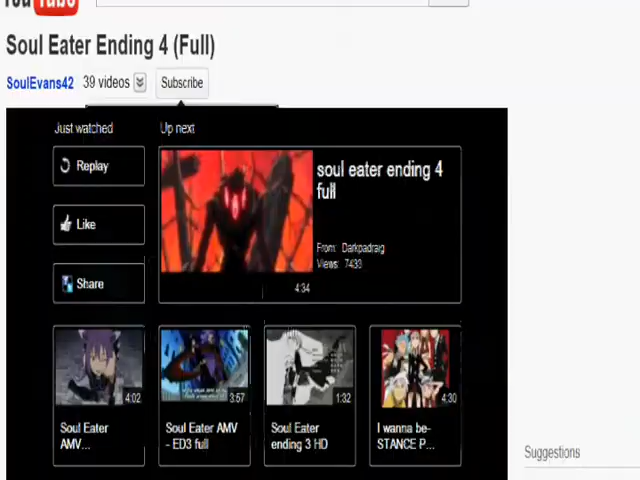 YouTube
Soul Eater Ending 4 (Full)
SoulEvans42 39 videos Subscribe
Just watched Up next
Replay
soul eater ending 4
full
Like
From: Darkpadraig
Views: 7433
Share
4:34
4:02 3:57 1:32 4:30
Soul Eater
AMV...
Soul Eater AMV
- ED3 full
Soul Eater
ending 3 HD
I wanna be-
STANCE P...
Suggestions